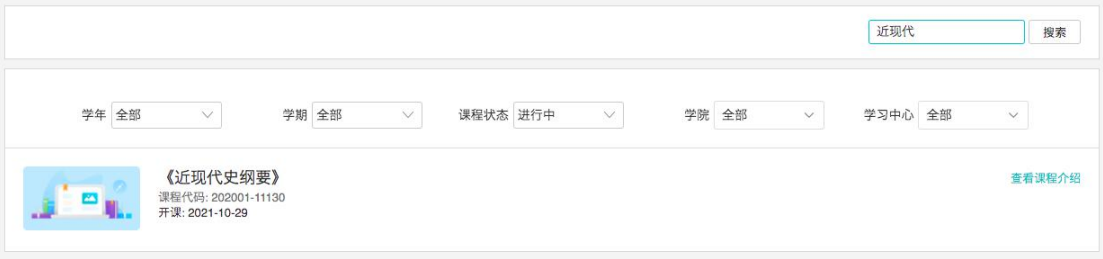 近现代 搜索
学年 全部 学期 全部 课程状态 进行中 学院 全部 学习中心 全部
《近现代史纲要》 查看课程介绍
课程代码: 202001-11130
开课: 2021-10-29